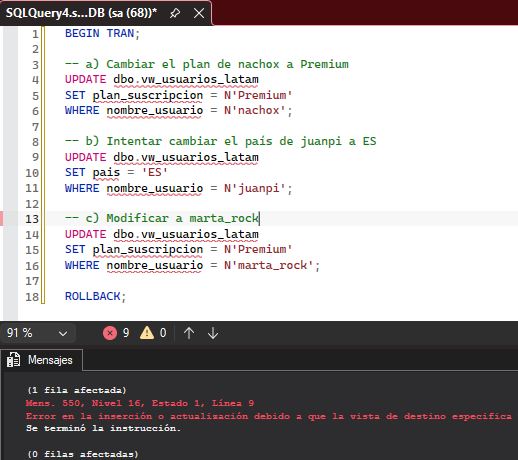 SQLQuery4.s...DB (sa (68))*
1 BEGIN TRAN;
2
3 -- a) Cambiar el plan de nachox a Premium
4 UPDATE dbo.vw_usuarios_latam
5 SET plan_suscripcion = N'Premium'
6 WHERE nombre_usuario = N'nachox';
7
8 -- b) Intentar cambiar el país de juanpi a ES
9 UPDATE dbo.vw_usuarios_latam
10 SET pais = 'ES'
11 WHERE nombre_usuario = N'juanpi';
12
13 -- c) Modificar a marta_rock
14 UPDATE dbo.vw_usuarios_latam
15 SET plan_suscripcion = N'Premium'
16 WHERE nombre_usuario = N'marta_rock';
17
18 ROLLBACK;
91 % 9 0
Mensajes
(1 fila afectada)
Mens. 550, Nivel 16, Estado 1, Línea 9
Error en la inserción o actualización debido a que la vista de destino especifica
Se terminó la instrucción.
(0 filas afectadas)